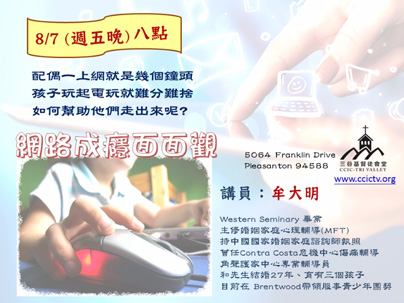 8/7 (週五晚) 八點
配偶一上網就是幾個鐘頭
孩子玩起電玩就難分難捨
如何幫助他們走出來呢?
網路成癮面面觀
5064 Franklin Drive
Pleasanton 94588
三谷基督徒會堂
CCIC-TRI VALLEY
www.ccictv.org
講員：牟大明
Western Seminary 畢業
主修婚姻家庭心理輔導(MFT)
持中國國家婚姻家庭諮詢師執照
曾任Contra Costa危機中心傷痛輔導
角聲護家中心專業輔導員
和先生結婚27年、育有三個孩子
目前在 Brentwood帶領服事青少年團契